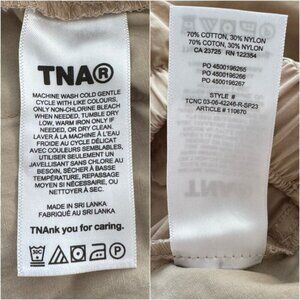 TNA®
MACHINE WASH COLD GENTLE
CYCLE WITH LIKE COLOURS,
ONLY NON-CHLORINE BLEACH
WHEN NEEDED, TUMBLE DRY
LOW, WARM IRON ONLY IF
NEEDED, OR DRY CLEAN.
LAVER À LA MACHINE À L'EAU
FROIDE AU CYCLE DÉLICAT
AVEC COULEURS SEMBLABLES,
UTILISER SEULEMENT UN
JAVELLISANT SANS CHLORE AU
BESOIN, SÉCHER À BASSE
TEMPÉRATURE, REPASSAGE
MOYEN SI NÉCESSAIRE, OU
NETTOYER À SEC.
MADE IN SRI LANKA
FABRIQUÉ AU SRI LANKA
TNAnk you for caring.
70% COTTON, 30% NYLON
70% COTON, 30% NYLON
CA 23725 RN 122384
PO 4500196265
PO 4500196266
PO 4500196267
STYLE #
TCNO 03-06-42246-R-SP23
ARTICLE # 110670